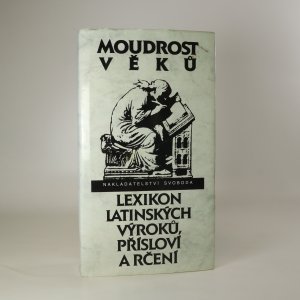 MOUDROST
VĚKŮ
NAKLADATELSTVÍ SVOBODA
LEXIKON
LATINSKÝCH
VÝROKŮ,
PŘÍSLOVÍ
A RČENÍ